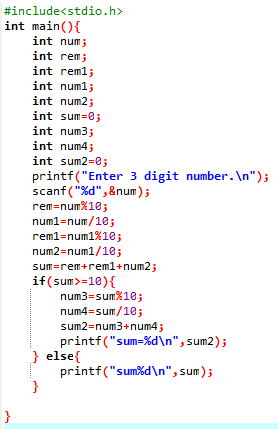 #include<stdio.h>
int main(){
int num;
int rem;
int rem1;
int num1;
int num2;
int sum=0;
int num3;
int num4;
int sum2=0;
printf("Enter 3 digit number.\n");
scanf("%d",&num);
rem=num%10;
num1=num/10;
rem1=num1%10;
num2=num1/10;
sum=rem+rem1+num2;
if(sum>=10){
num3=sum%10;
num4=sum/10;
sum2=num3+num4;
printf("sum=%d\n",sum2);
} else{
printf("sum%d\n",sum);
}
}